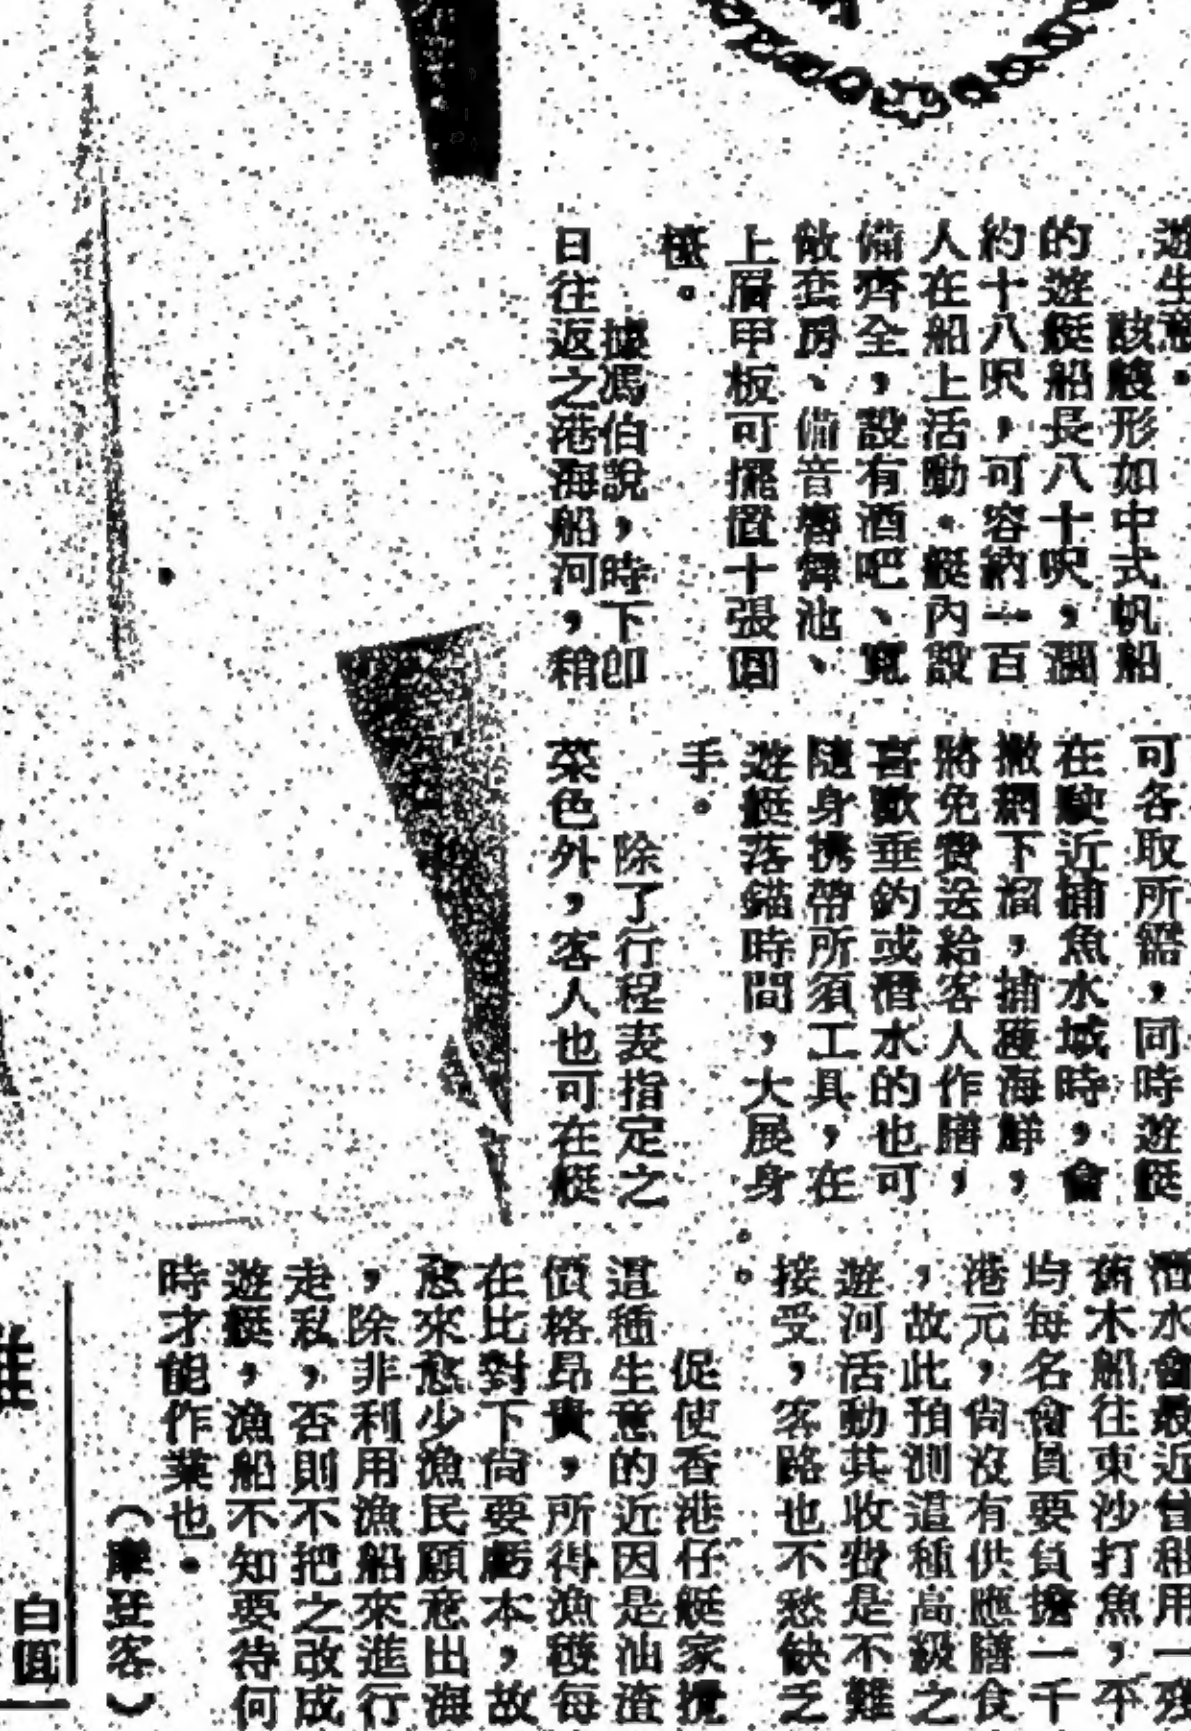 遊生意。
該艘形如中式帆船
的遊艇船長八十呎，濶
約十八呎，可容納一百
人在船上活動。艇內設
備齊全，設有酒吧、寬
敞套房、備音響舞池、
上層甲板可擺置十張圓
枱。
據馮伯說，時下即
日往返之港海船河，稍
可各取所需，同時遊艇
在駛近捕魚水域時，會
撒網下溜，捕獲海鮮，
將免費送給客人作膳，
喜歡垂釣或潛水的也可
隨身携帶所須工具，在
遊艇落錨時間，大展身
手。
除了行程表指定之
菜色外，客人也可在艇
潛水會最近曾租用一艘
舊木船往東沙打魚，平
均每名會員要負擔一千
港元，尚沒有供應膳食
，故此預測這種高級之
遊河活動其收費是不難
接受，客路也不愁缺乏
。
促使香港仔艇家攪
這種生意的近因是油渣
價格昂貴，所得漁穫每
在比對下尚要虧本，故
愈來愈少漁民願意出海
，除非利用漁船來進行
走私，否則不把之改成
遊艇，漁船不知要待何
時才能作業也。
（摩登客）
白圓